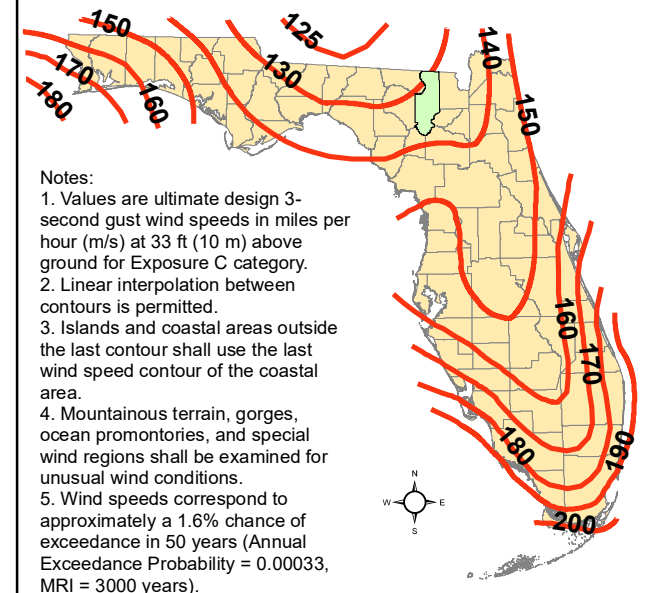 125
150
130
140
170
160
180
150
Notes:
1. Values are ultimate design 3-
second gust wind speeds in miles per
hour (m/s) at 33 ft (10 m) above
ground for Exposure C category.
2. Linear interpolation between
contours is permitted.
3. Islands and coastal areas outside
the last contour shall use the last
wind speed contour of the coastal
area.
4. Mountainous terrain, gorges,
ocean promontories, and special
wind regions shall be examined for
unusual wind conditions.
5. Wind speeds correspond to
approximately a 1.6% chance of
exceedance in 50 years (Annual
Exceedance Probability = 0.00033,
MRI = 3000 years).
160
170
180
190
200
N
W
E
S